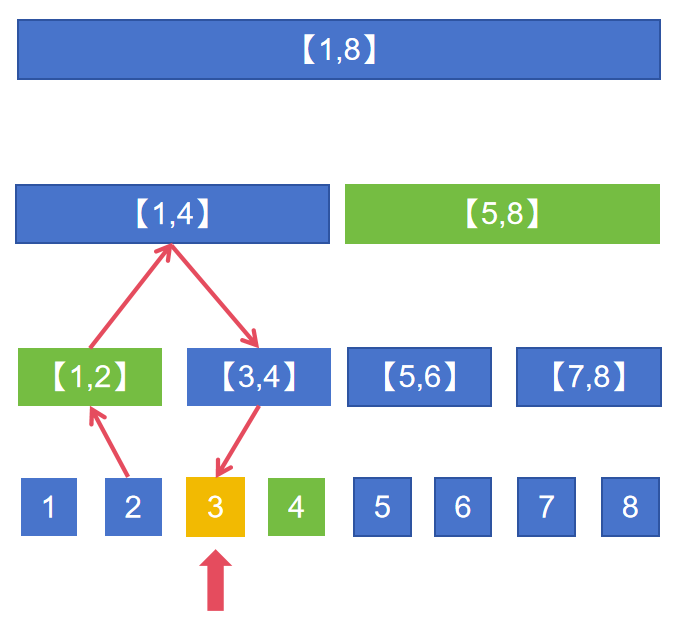 【1,8】
【1,4】 【5,8】
【1,2】 【3,4】 【5,6】 【7,8】
1 2 3 4 5 6 7 8